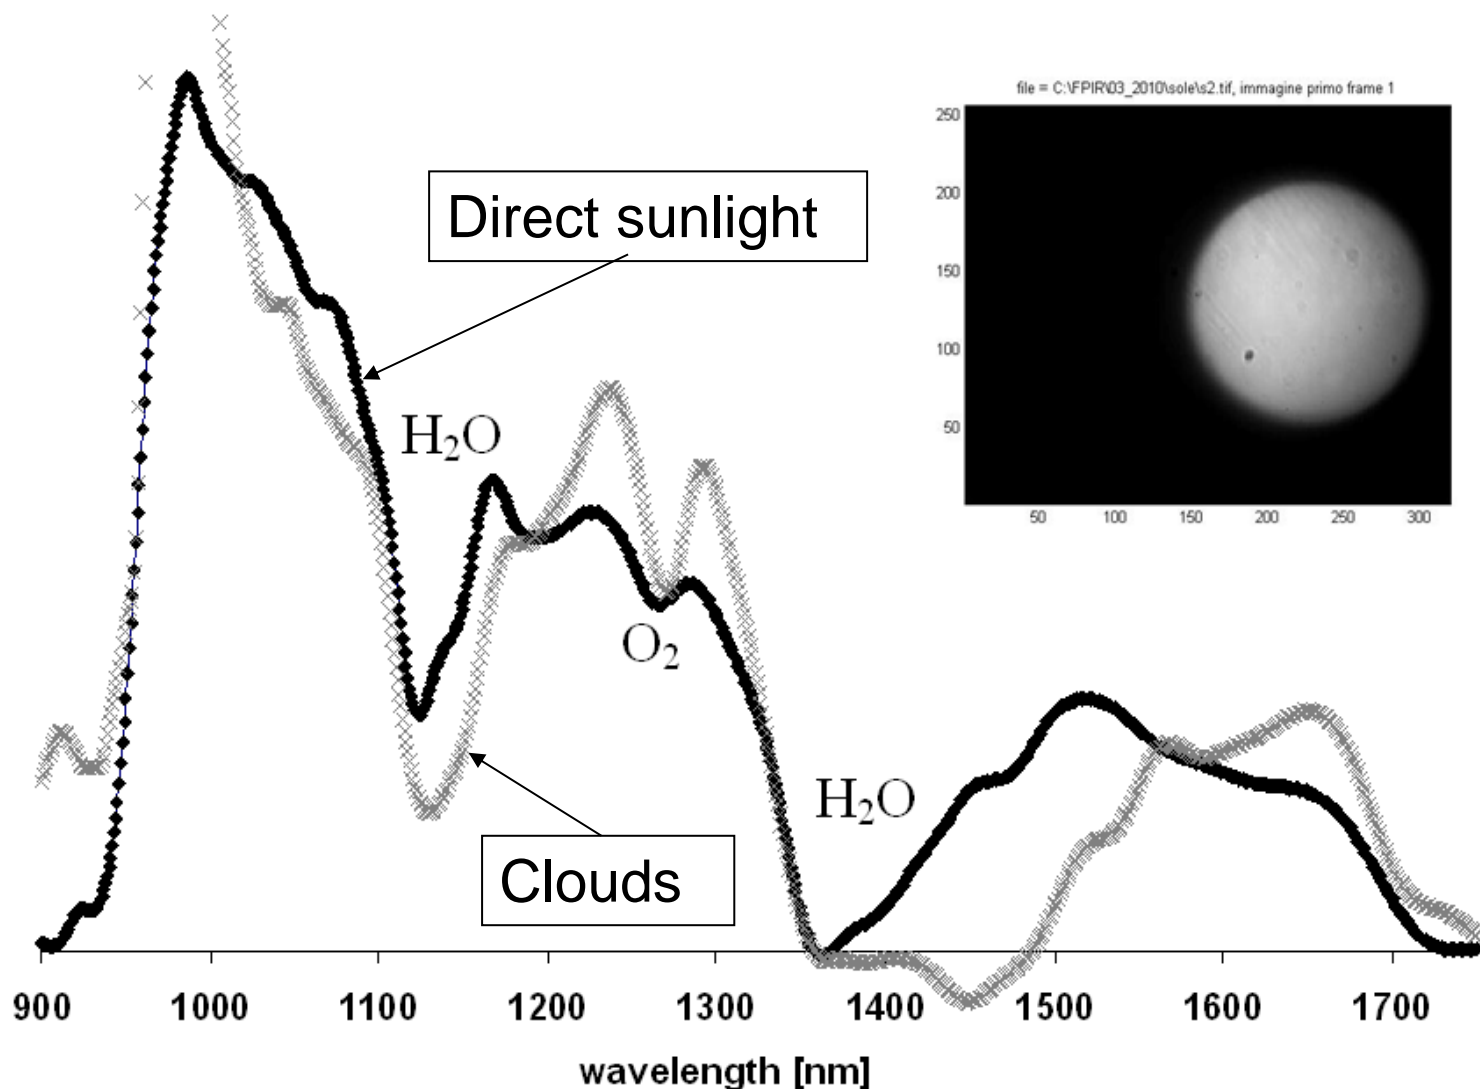 file = C:\FPIR\03_2010\sole\s2.tif, immagine primo frame 1
250
200
150
100
50
50 100 150 200 250 300
Direct sunlight
H₂O
O₂
H₂O
Clouds
900 1000 1100 1200 1300 1400 1500 1600 1700
wavelength [nm]